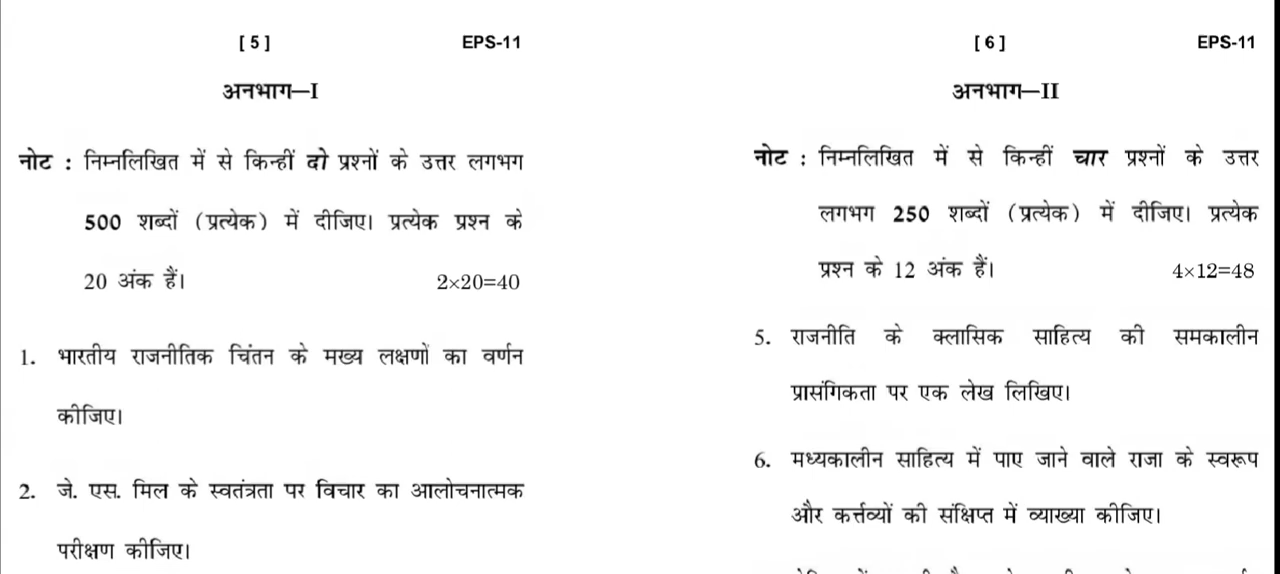 [ 5 ] EPS-11
अनभाग—I
नोट : निम्नलिखित में से किन्हीं दो प्रश्नों के उत्तर लगभग
500 शब्दों (प्रत्येक) में दीजिए। प्रत्येक प्रश्न के
20 अंक हैं। 2×20=40
1. भारतीय राजनीतिक चिंतन के मख्य लक्षणों का वर्णन
कीजिए।
2. जे. एस. मिल के स्वतंत्रता पर विचार का आलोचनात्मक
परीक्षण कीजिए।
[ 6 ] EPS-11
अनभाग—II
नोट : निम्नलिखित में से किन्हीं चार प्रश्नों के उत्तर
लगभग 250 शब्दों (प्रत्येक) में दीजिए। प्रत्येक
प्रश्न के 12 अंक हैं। 4×12=48
5. राजनीति के क्लासिक साहित्य की समकालीन
प्रासंगिकता पर एक लेख लिखिए।
6. मध्यकालीन साहित्य में पाए जाने वाले राजा के स्वरूप
और कर्त्तव्यों की संक्षिप्त में व्याख्या कीजिए।